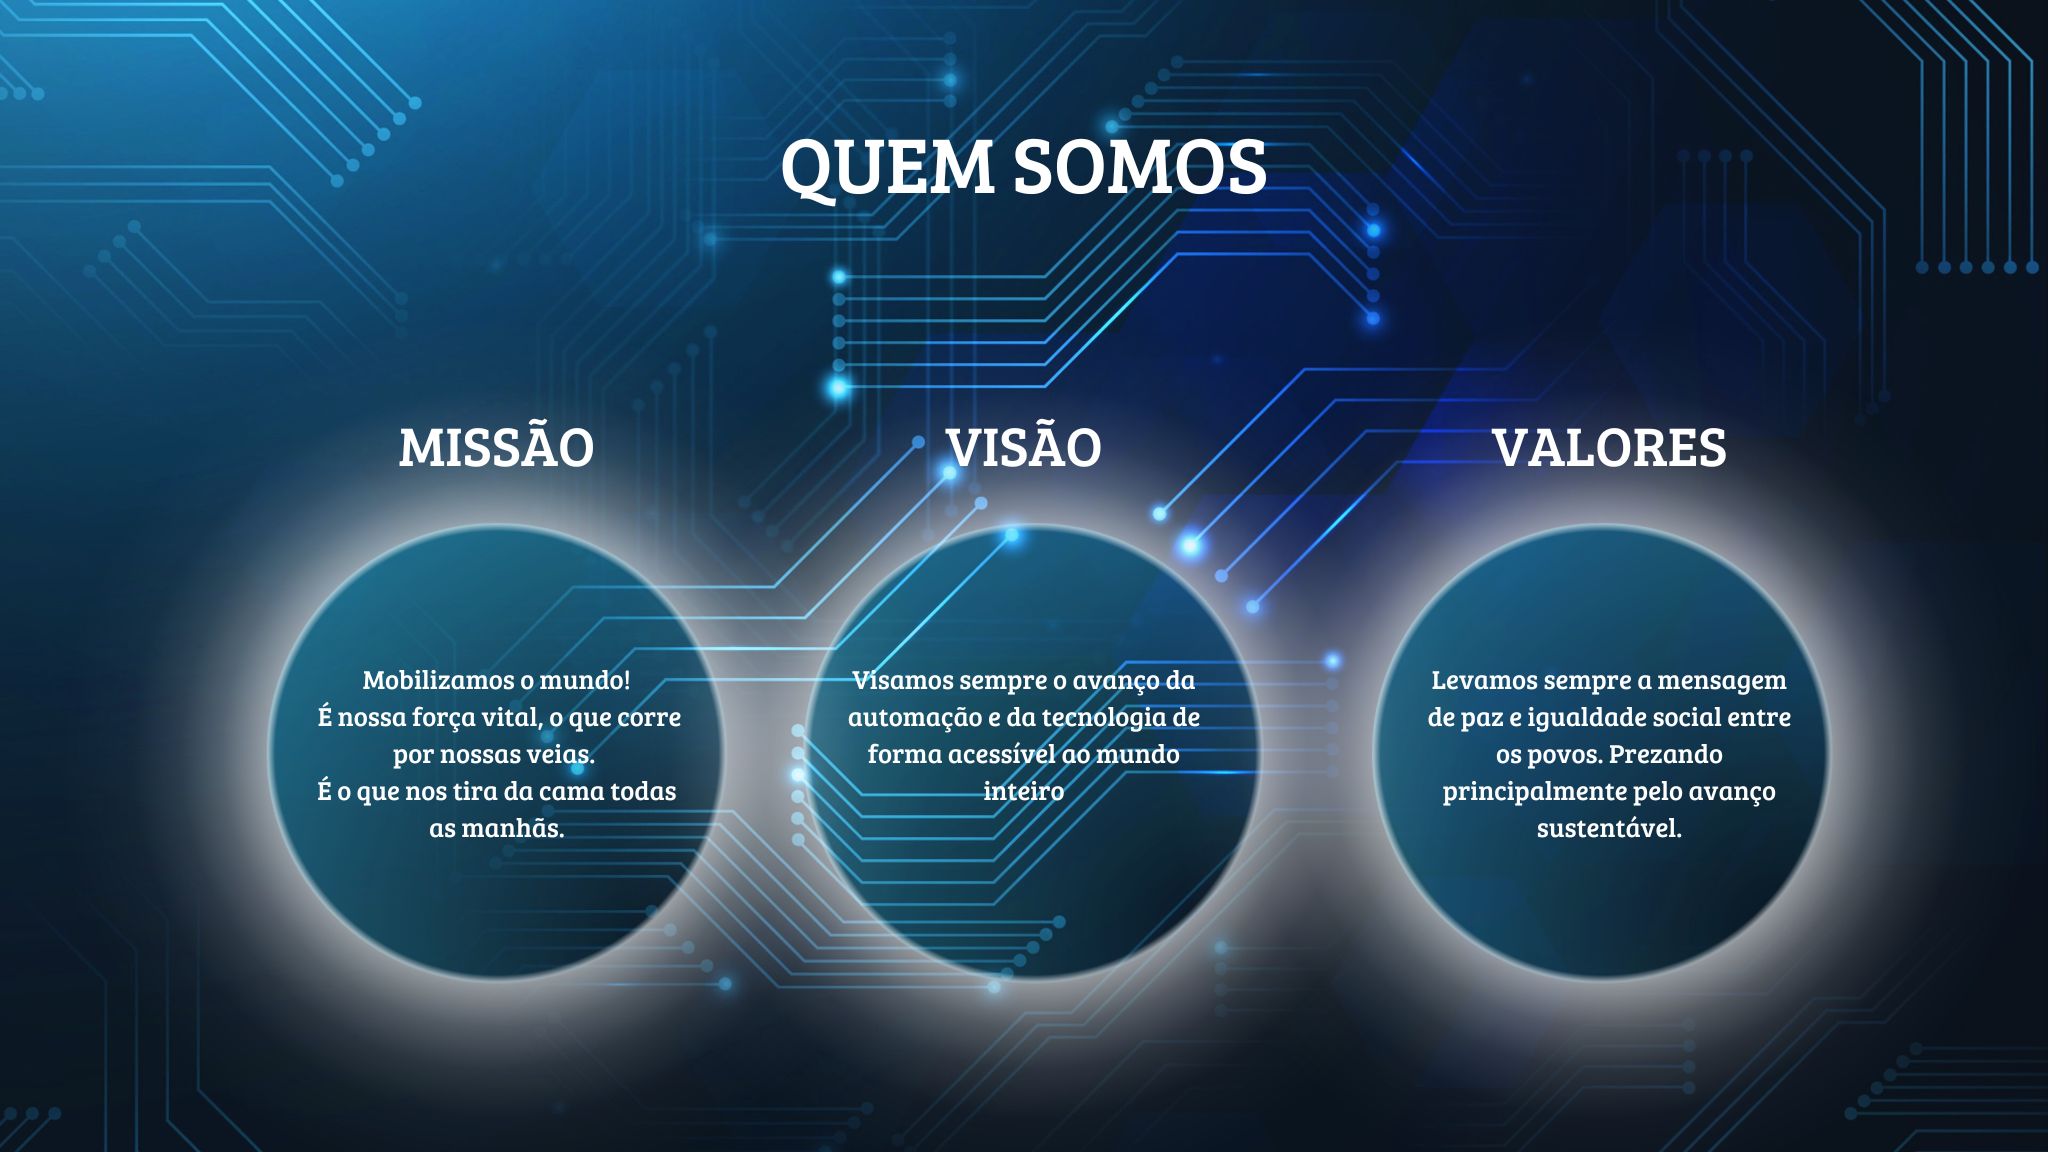 QUEM SOMOS
MISSÃO
Mobilizamos o mundo!
É nossa força vital, o que corre
por nossas veias.
É o que nos tira da cama todas
as manhãs.
VISÃO
Visamos sempre o avanço da
automação e da tecnologia de
forma acessível ao mundo
inteiro
VALORES
Levamos sempre a mensagem
de paz e igualdade social entre
os povos. Prezando
principalmente pelo avanço
sustentável.